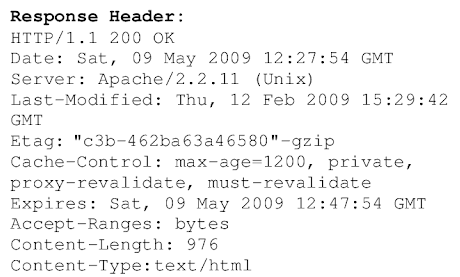 Response Header:
HTTP/1.1 200 OK
Date: Sat, 09 May 2009 12:27:54 GMT
Server: Apache/2.2.11 (Unix)
Last-Modified: Thu, 12 Feb 2009 15:29:42
GMT
Etag: "c3b-462ba63a46580"-gzip
Cache-Control: max-age=1200, private,
proxy-revalidate, must-revalidate
Expires: Sat, 09 May 2009 12:47:54 GMT
Accept-Ranges: bytes
Content-Length: 976
Content-Type:text/html